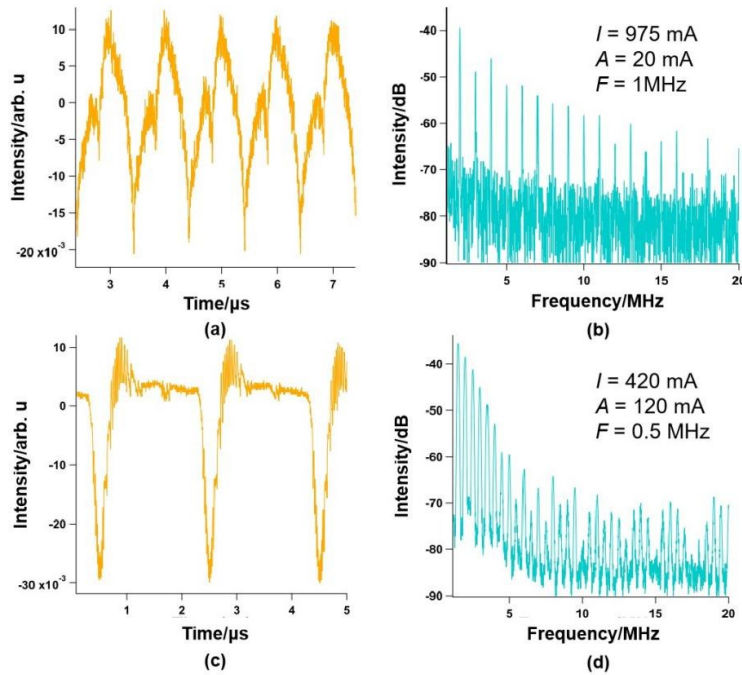 10
5
0
-5
-10
-15
-20 x10⁻³
Intensity/arb. u
3
4
5
6
7
Time/µs
(a)
-40
-50
-60
-70
-80
-90
Intensity/dB
I = 975 mA
A = 20 mA
F = 1MHz
5
10
15
20
Frequency/MHz
(b)
10
0
-10
-20
-30 x10⁻³
Intensity/arb. u
1
2
3
4
5
Time/µs
(c)
-40
-50
-60
-70
-80
-90
Intensity/dB
I = 420 mA
A = 120 mA
F = 0.5 MHz
5
10
15
20
Frequency/MHz
(d)